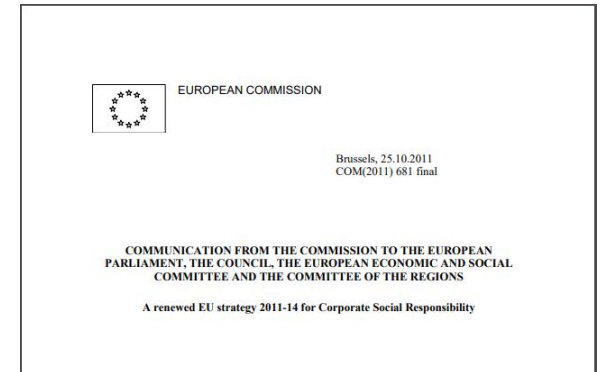 EUROPEAN COMMISSION
Brussels, 25.10.2011
COM(2011) 681 final
COMMUNICATION FROM THE COMMISSION TO THE EUROPEAN
PARLIAMENT, THE COUNCIL, THE EUROPEAN ECONOMIC AND SOCIAL
COMMITTEE AND THE COMMITTEE OF THE REGIONS
A renewed EU strategy 2011-14 for Corporate Social Responsibility